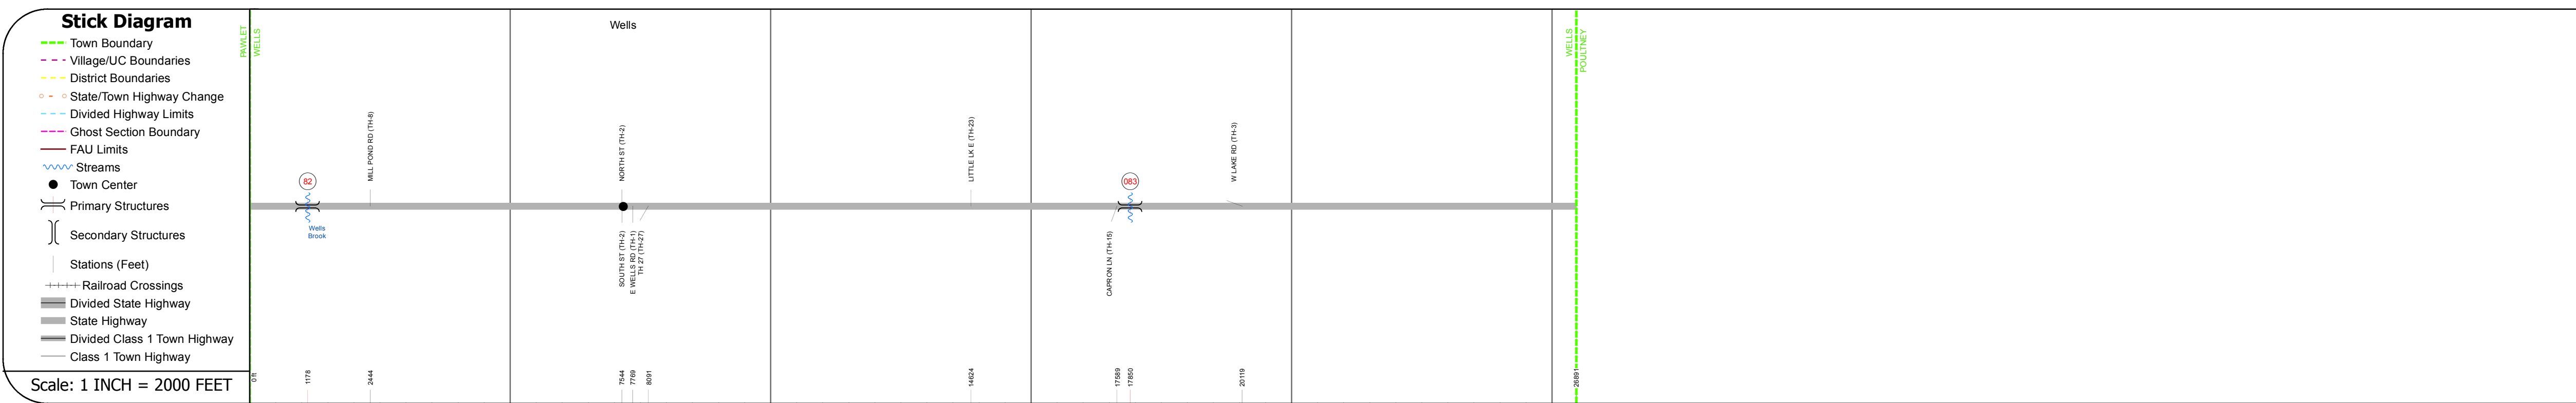 Stick Diagram
Town Boundary
Village/UC Boundaries
District Boundaries
State/Town Highway Change
Divided Highway Limits
Ghost Section Boundary
FAU Limits
Streams
Town Center
Primary Structures
Secondary Structures
Stations (Feet)
Railroad Crossings
Divided State Highway
State Highway
Divided Class 1 Town Highway
Class 1 Town Highway
Scale: 1 INCH = 2000 FEET
PAWLET
WELLS
Wells
WELLS
POULTNEY
MILL POND RD (TH-8)
NORTH ST (TH-2)
LITTLE LK E (TH-23)
W LAKE RD (TH-3)
82
083
Wells
Brook
SOUTH ST (TH-2)
E WELLS RD (TH-1)
TH 27 (TH-27)
CAPRON LN (TH-15)
0 ft
1178
2444
7544
7769
8091
14624
17589
17850
20119
26891